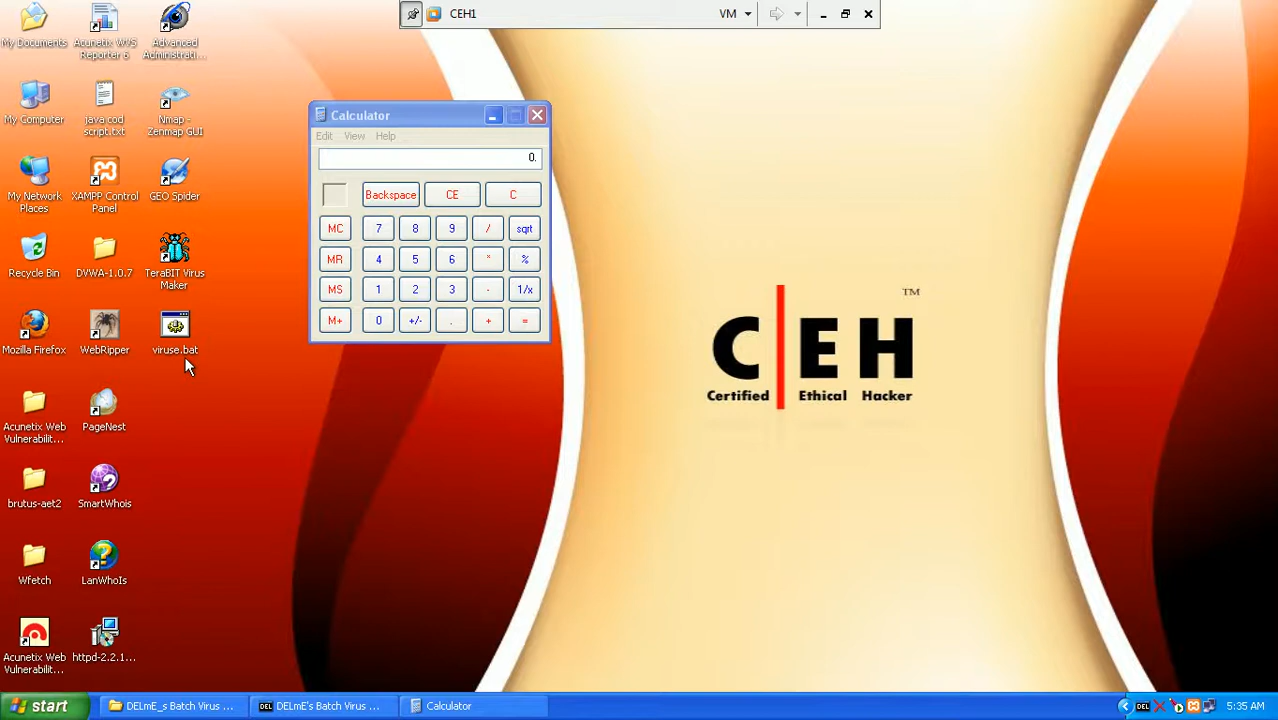 CEH1
VM
My Documents
Acunetix WVS
Reporter 6
Advanced
Administrati...
My Computer
java cod
script.txt
Nmap -
Zenmap GUI
My Network
Places
XAMPP Control
Panel
GEO Spider
Recycle Bin
DVWA-1.0.7
TeraBIT Virus
Maker
Mozilla Firefox
WebRipper
viruse.bat
Acunetix Web
Vulnerabilit...
PageNest
brutus-aet2
SmartWhois
Wfetch
LanWhoIs
Acunetix Web
Vulnerabilit...
httpd-2.2.1...
Calculator
Edit View Help
0.
Backspace CE C
MC 7 8 9 / sqrt
MR 4 5 6 * %
MS 1 2 3 - 1/x
M+ 0 +/- . + =
TM
C|EH
Certified Ethical Hacker
start
DELmE_s Batch Virus ...
DEL
DELmE's Batch Virus ...
Calculator
DEL
5:35 AM